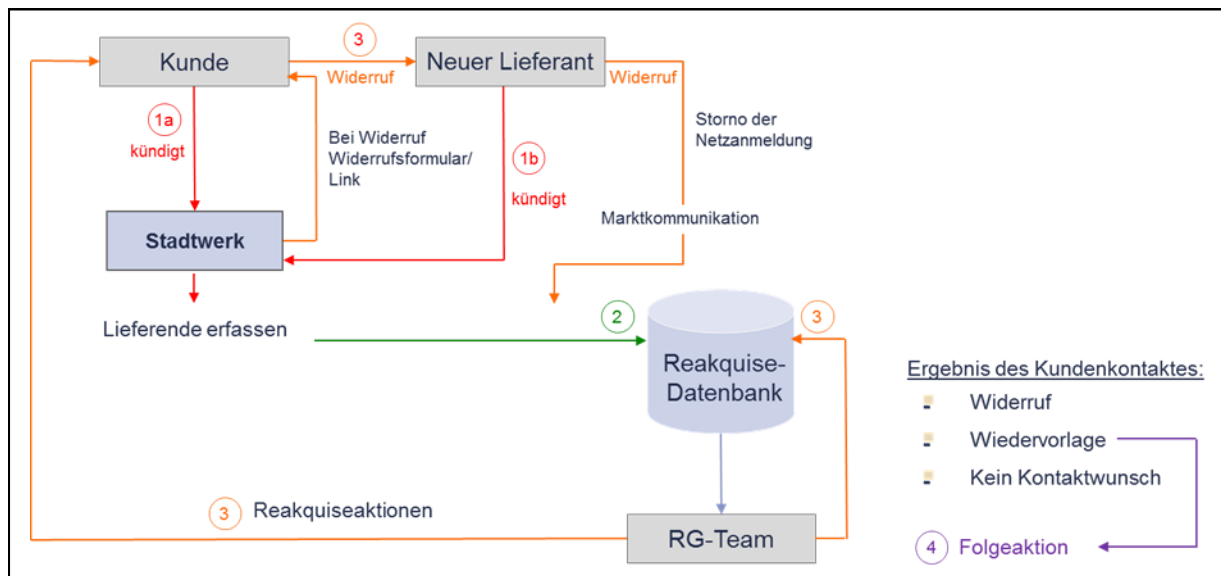 Kunde
3
Widerruf
Neuer Lieferant
Widerruf
1a
kündigt
Bei Widerruf
Widerrufsformular/
Link
1b
kündigt
Storno der
Netzanmeldung
Stadtwerk
Marktkommunikation
Lieferende erfassen
2
3
Reakquise-
Datenbank
Ergebnis des Kundenkontaktes:
Widerruf
Wiedervorlage
Kein Kontaktwunsch
3
Reakquiseaktionen
RG-Team
4
Folgeaktion